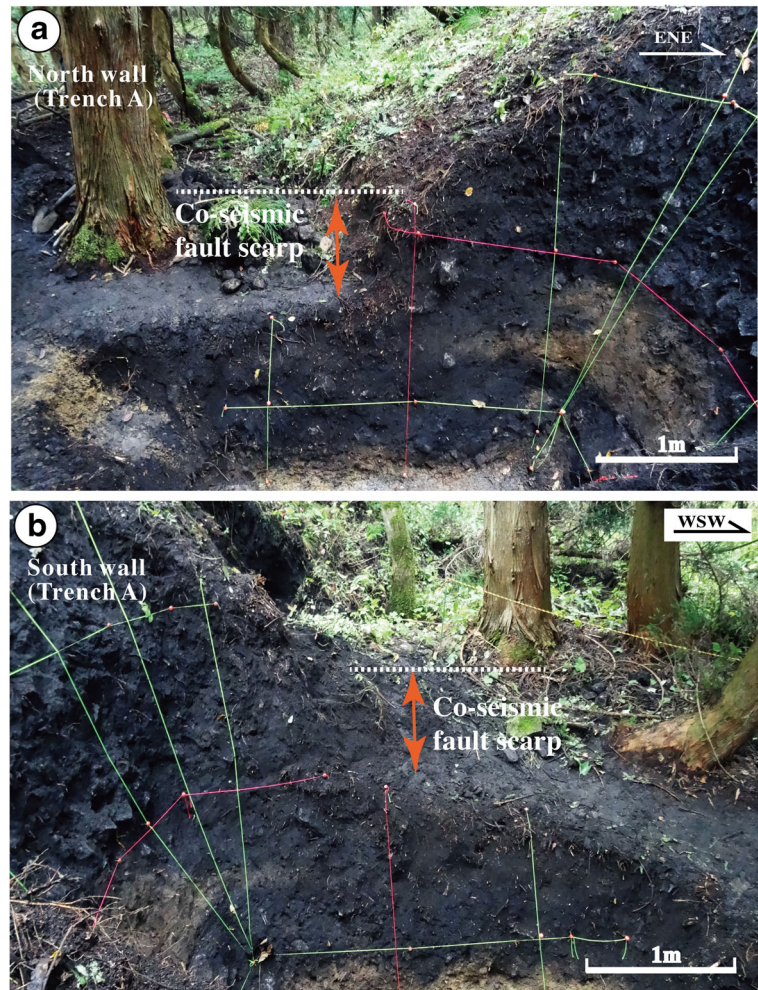 a
North wall
(Trench A)
ENE
Co-seismic
fault scarp
1m
b
South wall
(Trench A)
WSW
Co-seismic
fault scarp
1m